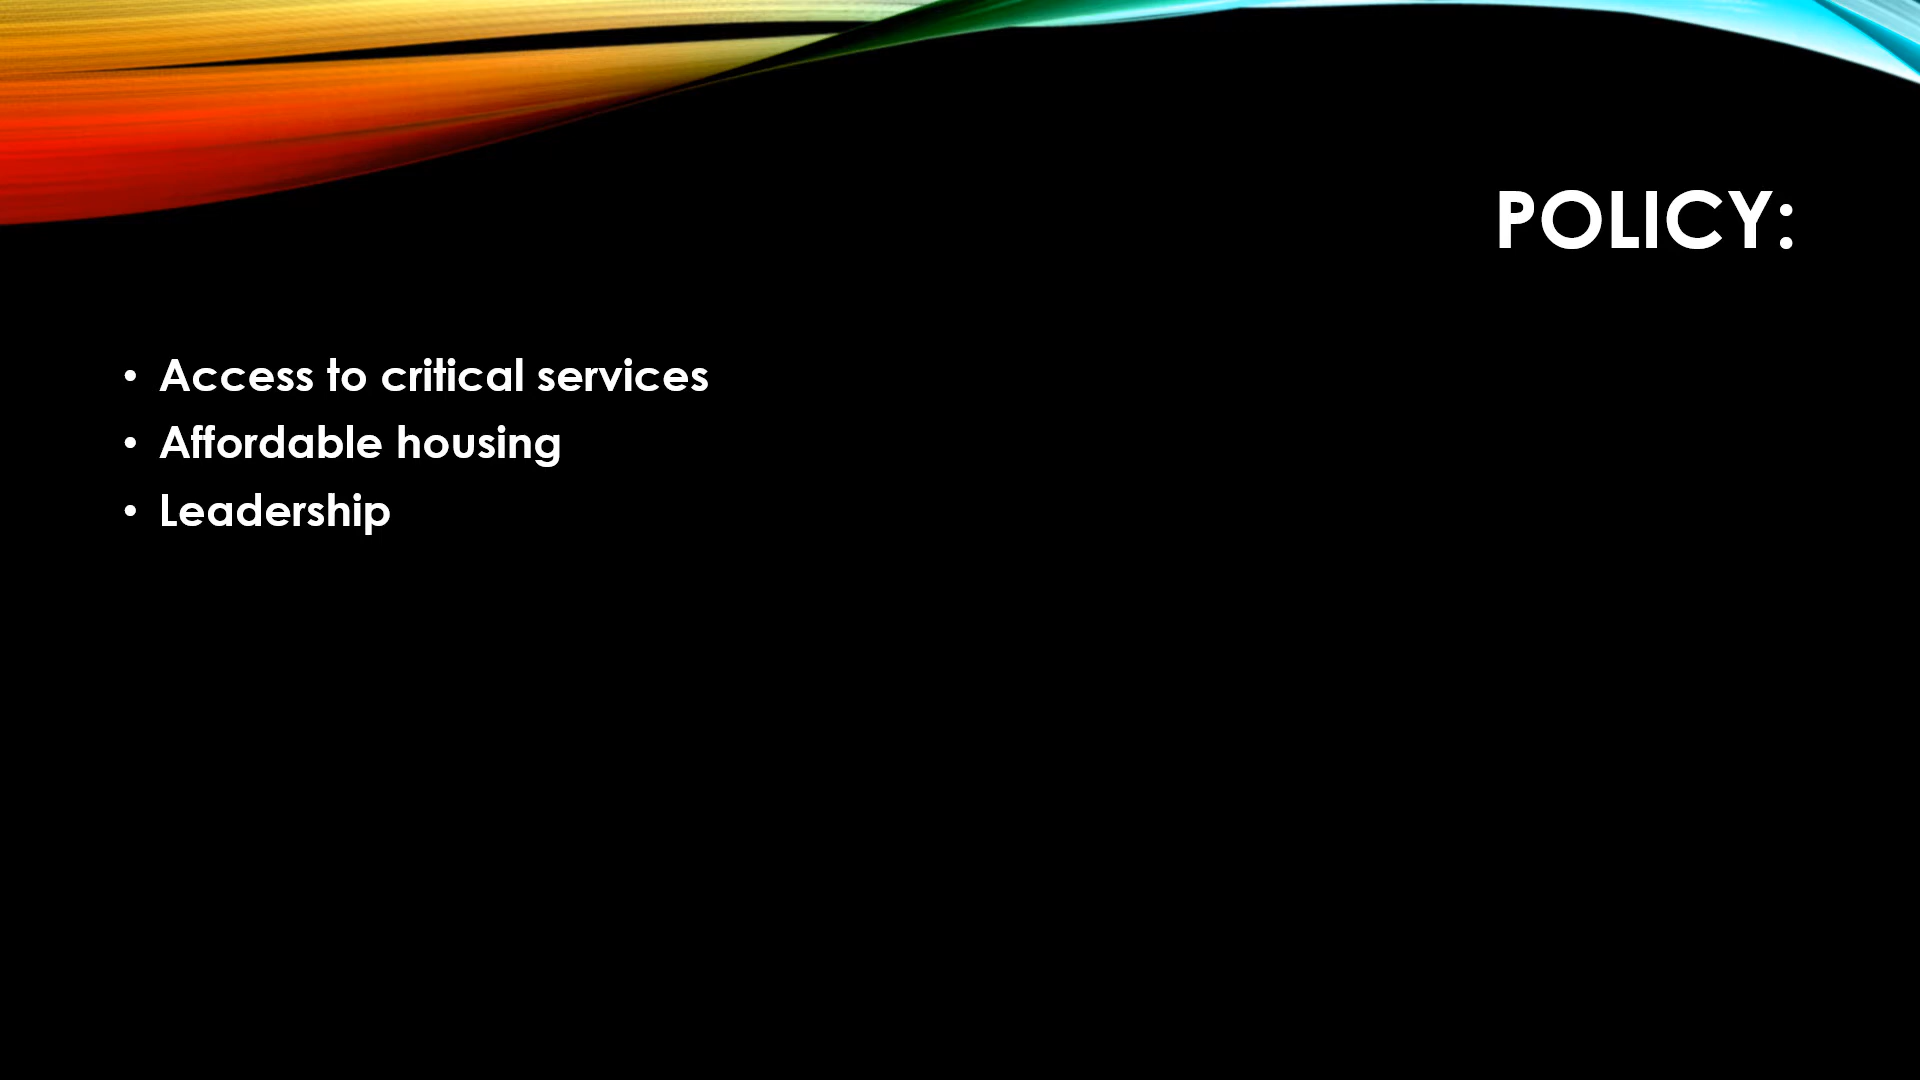 POLICY:
• Access to critical services
• Affordable housing
• Leadership